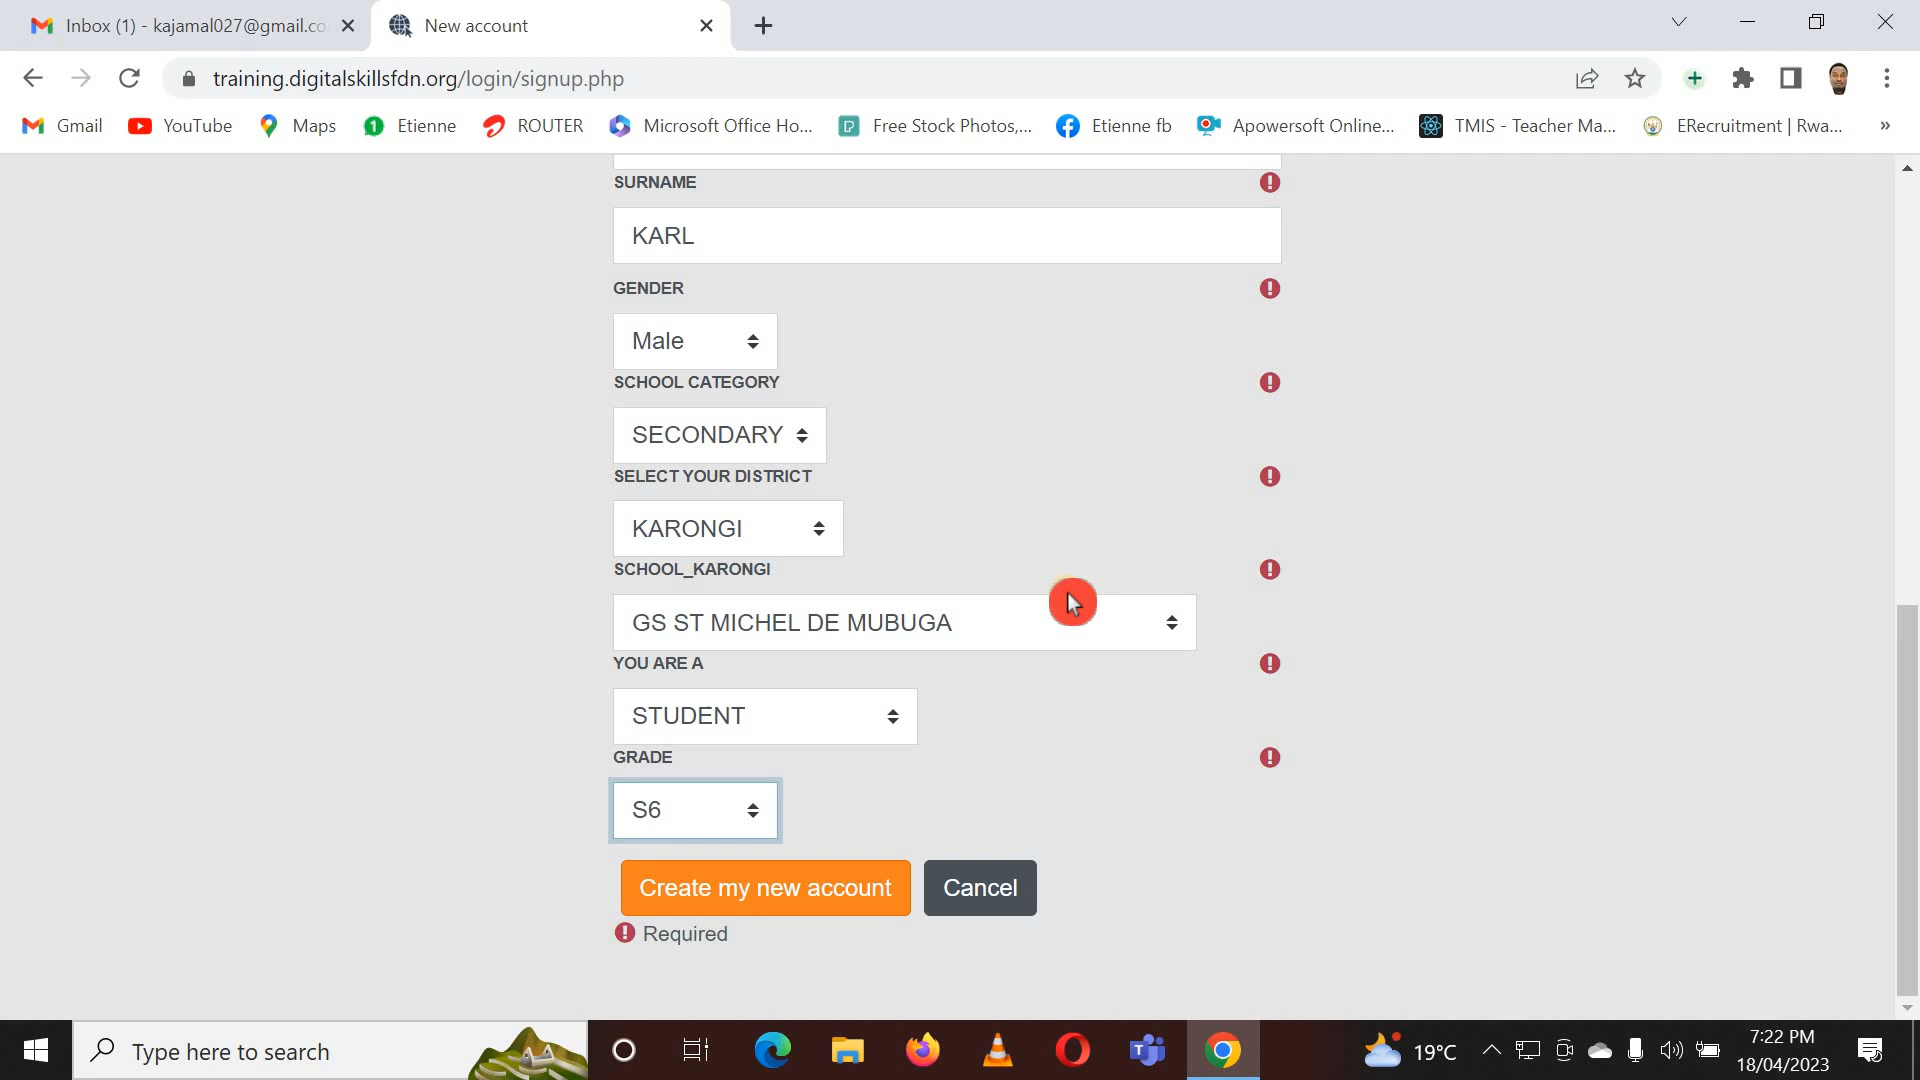 Inbox (1) - kajamal027@gmail.co
New account
training.digitalskillsfdn.org/login/signup.php
Gmail
YouTube
Maps
1
Etienne
ROUTER
Microsoft Office Ho...
Free Stock Photos,...
Etienne fb
Apowersoft Online...
TMIS - Teacher Ma...
ERecruitment | Rwa...
»
SURNAME
KARL
GENDER
Male
SCHOOL CATEGORY
SECONDARY
SELECT YOUR DISTRICT
KARONGI
SCHOOL_KARONGI
GS ST MICHEL DE MUBUGA
YOU ARE A
STUDENT
GRADE
S6
Create my new account
Cancel
Required
Type here to search
19°C
7:22 PM
18/04/2023